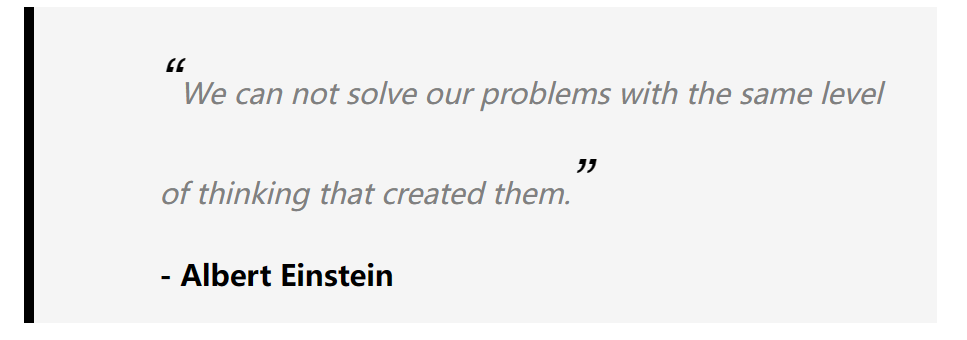 “We can not solve our problems with the same level
of thinking that created them.”
- Albert Einstein